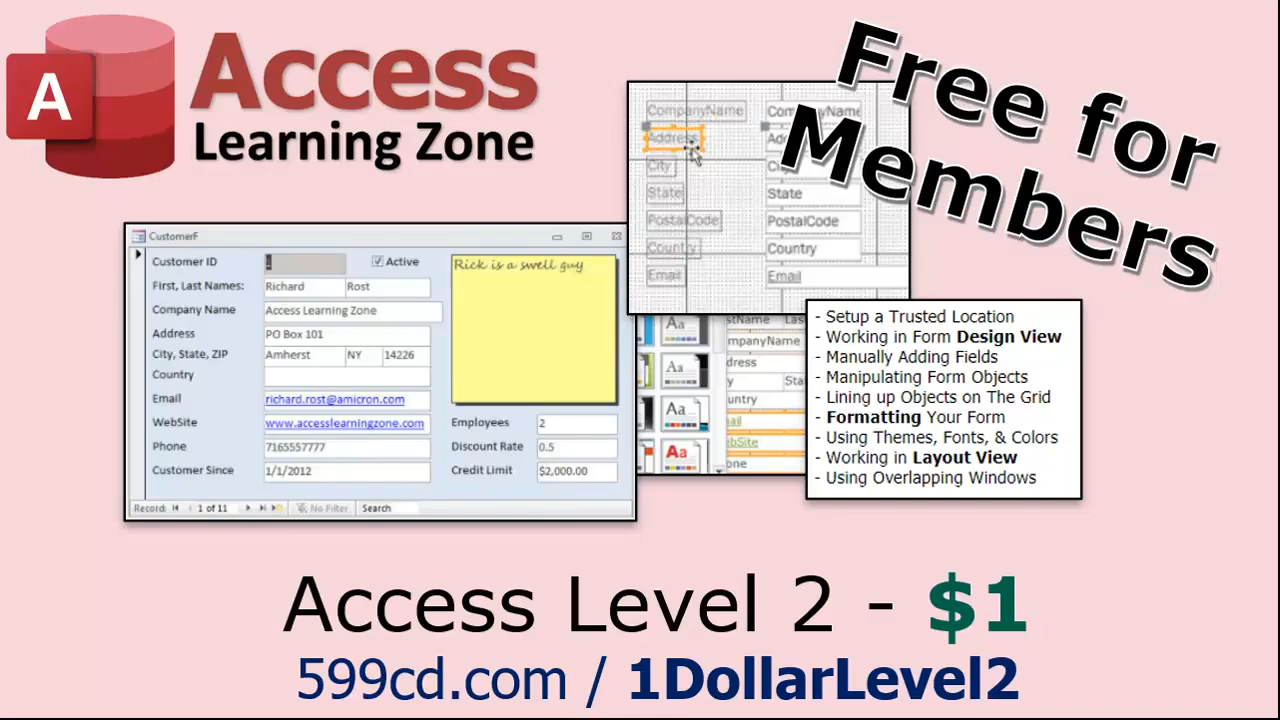 A
Access
Learning Zone
Free for
Members
CustomerF
Customer ID
Active
First, Last Names: Richard Rost
Company Name Access Learning Zone
Address PO Box 101
City, State, ZIP Amherst NY 14226
Country
Email richard.rost@amicron.com
WebSite www.accesslearningzone.com
Phone 7165557777
Customer Since 1/1/2012
Rick is a swell guy
Employees 2
Discount Rate 0.5
Credit Limit $2,000.00
Record: 1 of 11 No Filter Search
CompanyName CompanyName
Address
City
State State
PostalCode PostalCode
Country Country
Email Email
Aa
Aa
Aa
Aa
- Setup a Trusted Location
- Working in Form Design View
- Manually Adding Fields
- Manipulating Form Objects
- Lining up Objects on The Grid
- Formatting Your Form
- Using Themes, Fonts, & Colors
- Working in Layout View
- Using Overlapping Windows
Access Level 2 - $1
599cd.com / 1DollarLevel2